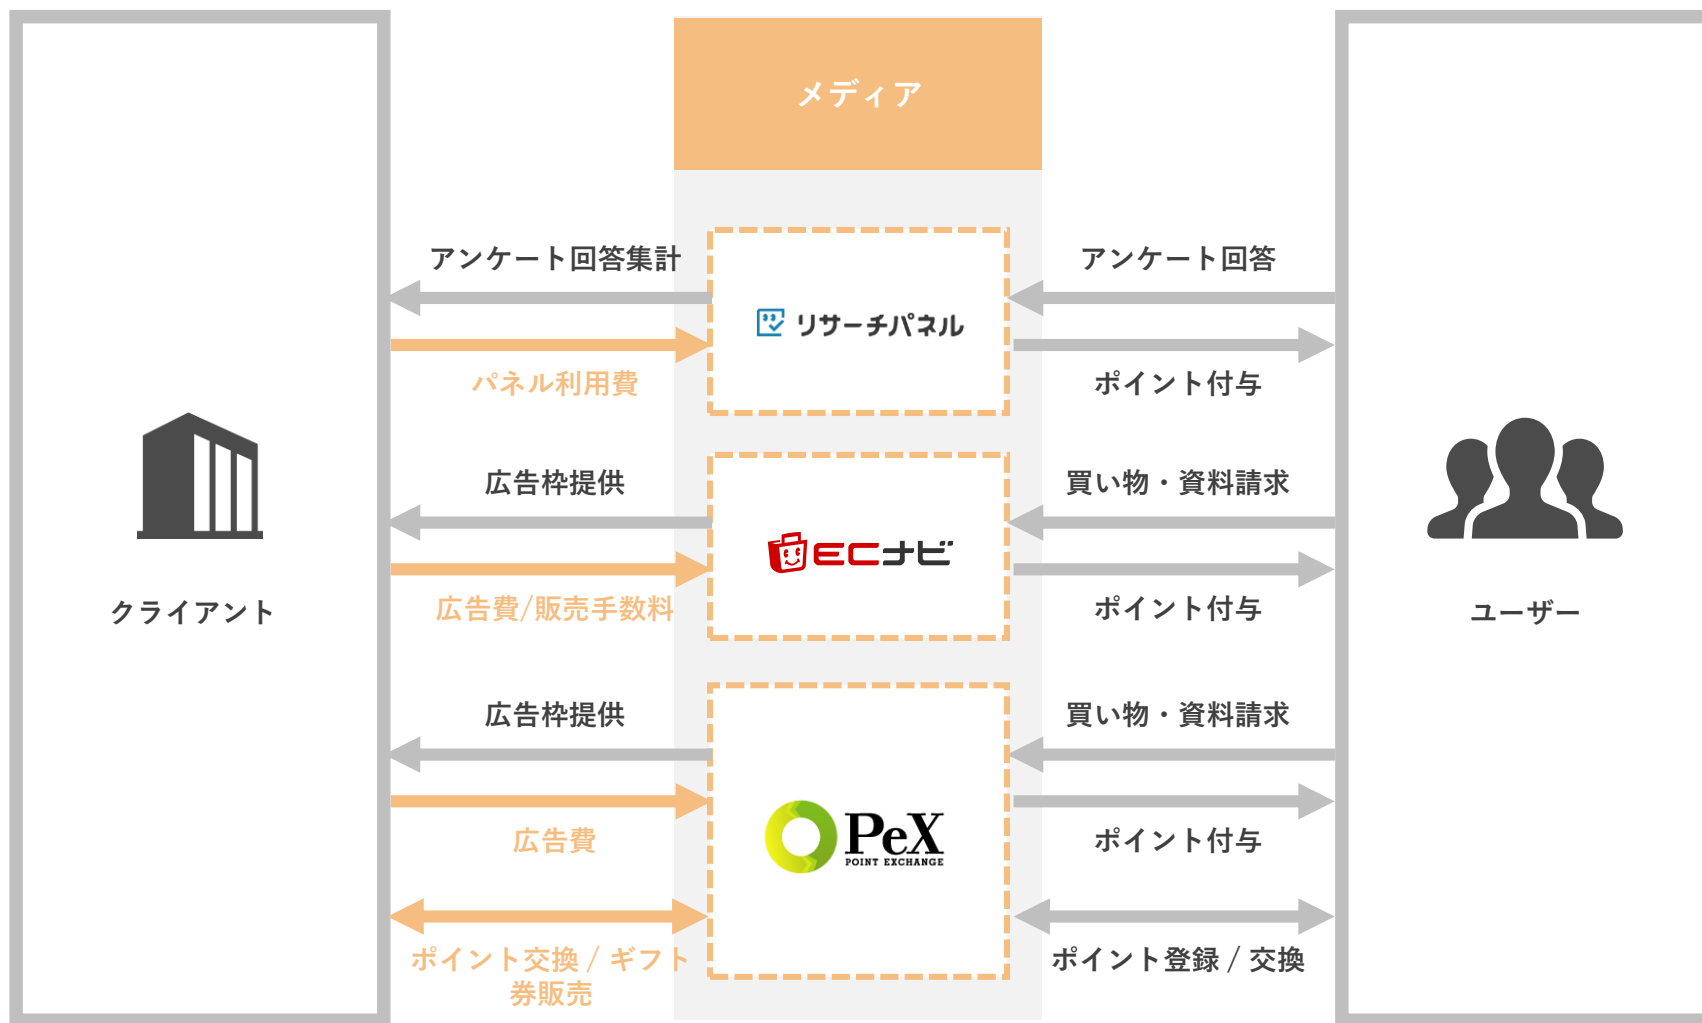 メディア
アンケート回答集計
アンケート回答
リサーチパネル
パネル利用費
ポイント付与
広告枠提供
買い物・資料請求
ECナビ
クライアント
広告費/販売手数料
ポイント付与
ユーザー
広告枠提供
買い物・資料請求
PeX
POINT EXCHANGE
広告費
ポイント付与
ポイント交換 / ギフト
券販売
ポイント登録 / 交換